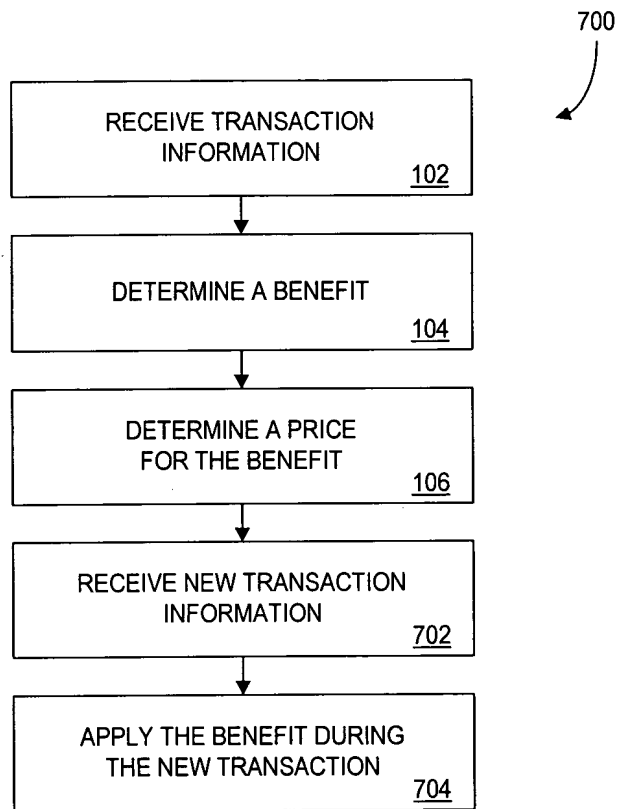 700
RECEIVE TRANSACTION
INFORMATION
102
DETERMINE A BENEFIT
104
DETERMINE A PRICE
FOR THE BENEFIT
106
RECEIVE NEW TRANSACTION
INFORMATION
702
APPLY THE BENEFIT DURING
THE NEW TRANSACTION
704